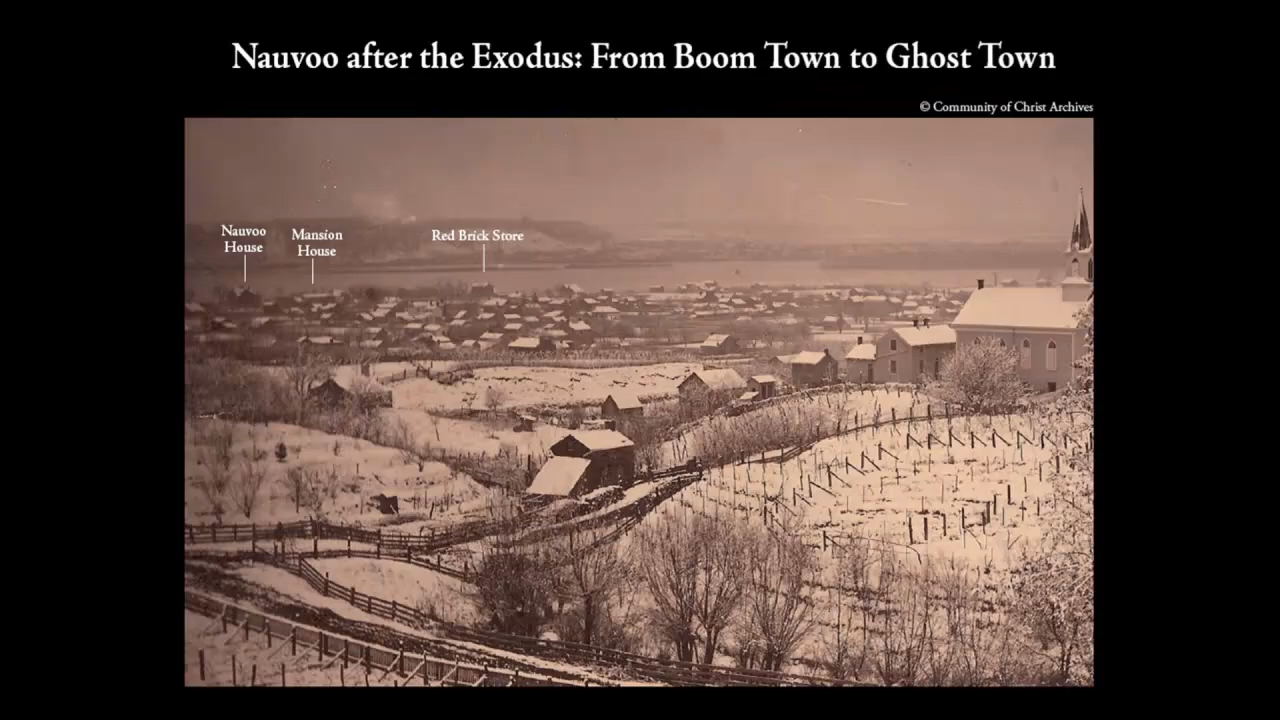 Nauvoo after the Exodus: From Boom Town to Ghost Town
© Community of Christ Archives
Nauvoo
House
Mansion
House
Red Brick Store